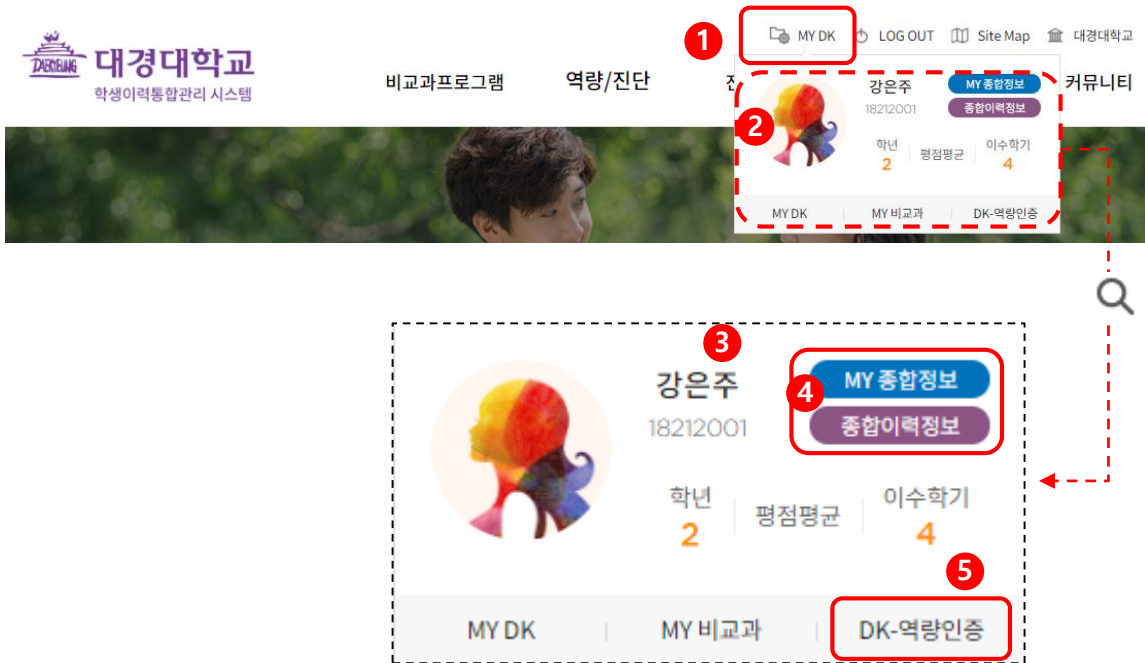 1
MY DK LOG OUT Site Map 대경대학교
DAEKYEUNG 대경대학교
학생이력통합관리 시스템
비교과프로그램 역량/진단 커뮤니티
2
강은주 MY 종합정보
18212001 종합이력정보
학년 평점평균 이수학기
2 4
MY DK MY 비교과 DK-역량인증
3
강은주 4 MY 종합정보
18212001 종합이력정보
학년 평점평균 이수학기
2 4
5
MY DK MY 비교과 DK-역량인증